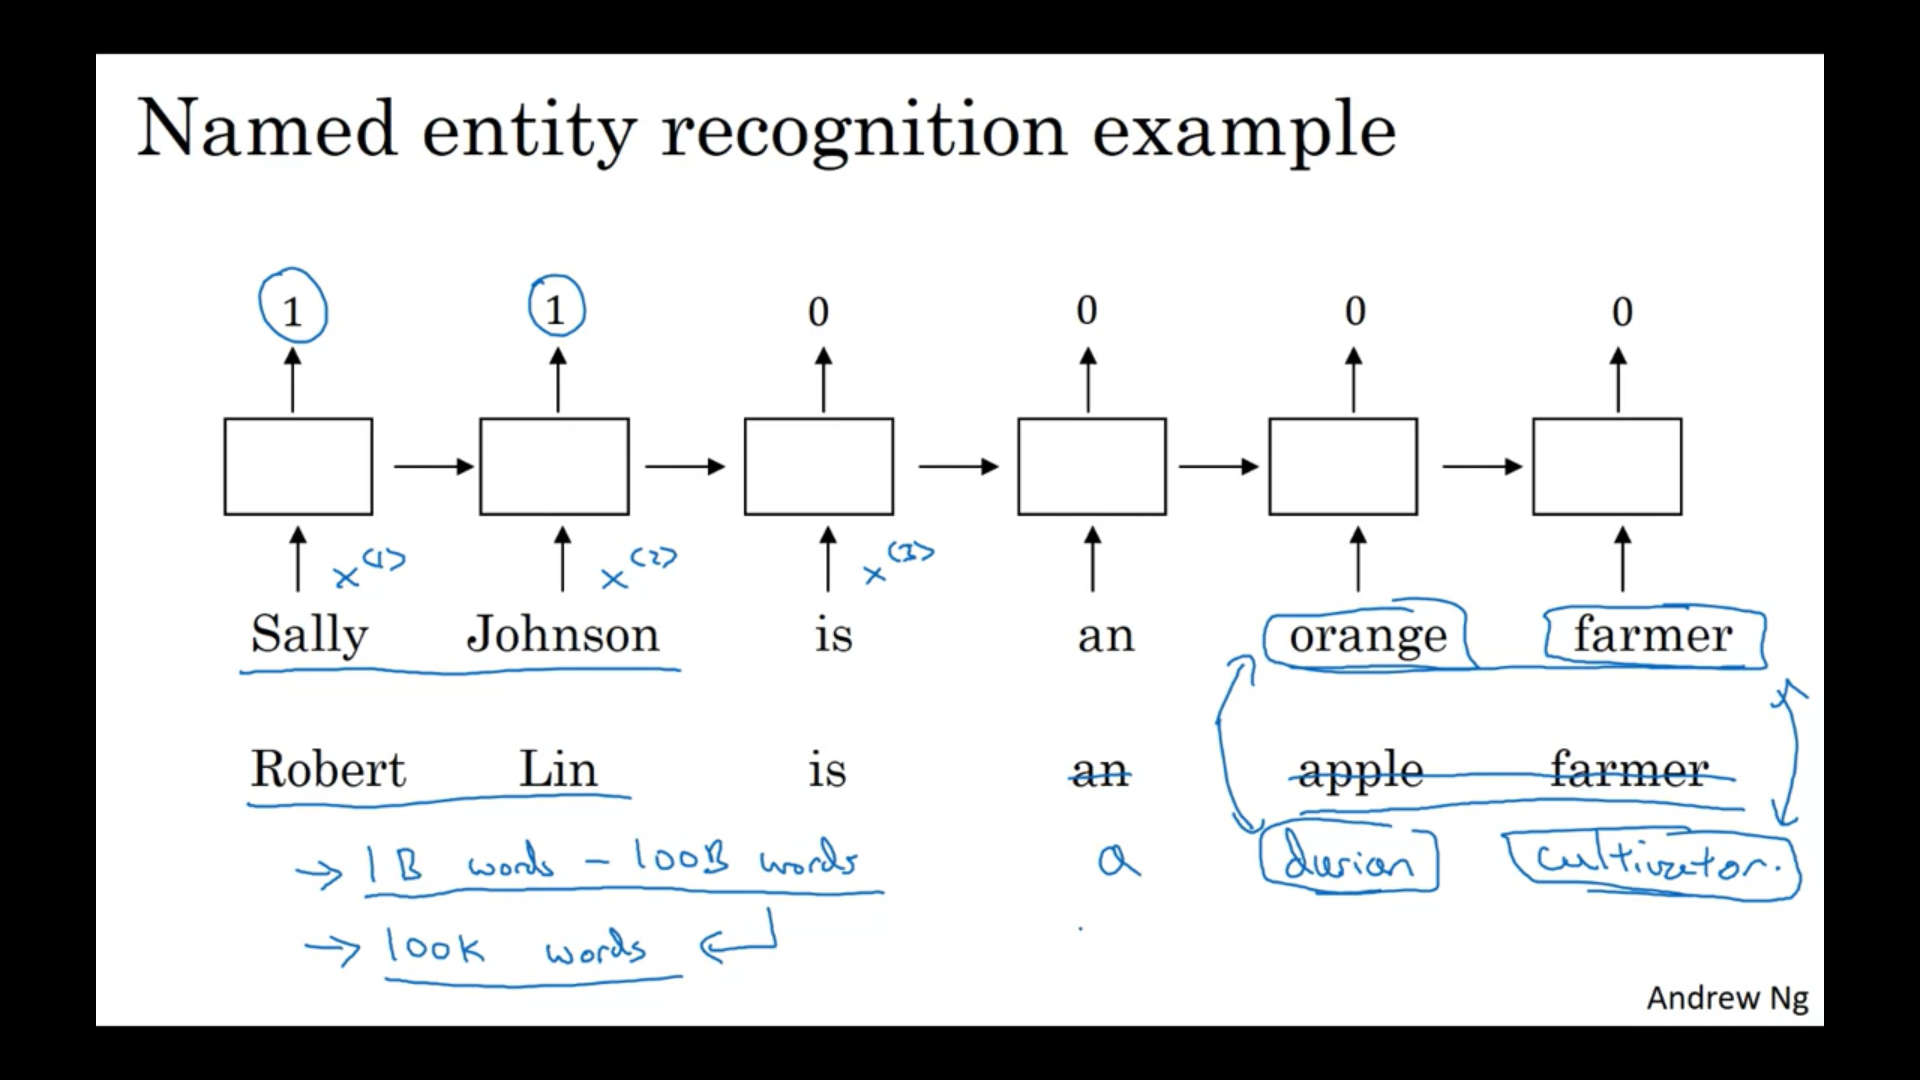 Named entity recognition example
1 1 0 0 0 0
x<1> x<2> x<3>
Sally Johnson is an orange farmer
Robert Lin is an apple farmer
→ 1B words - 100B words a durian cultivator.
→ 100K words
Andrew Ng